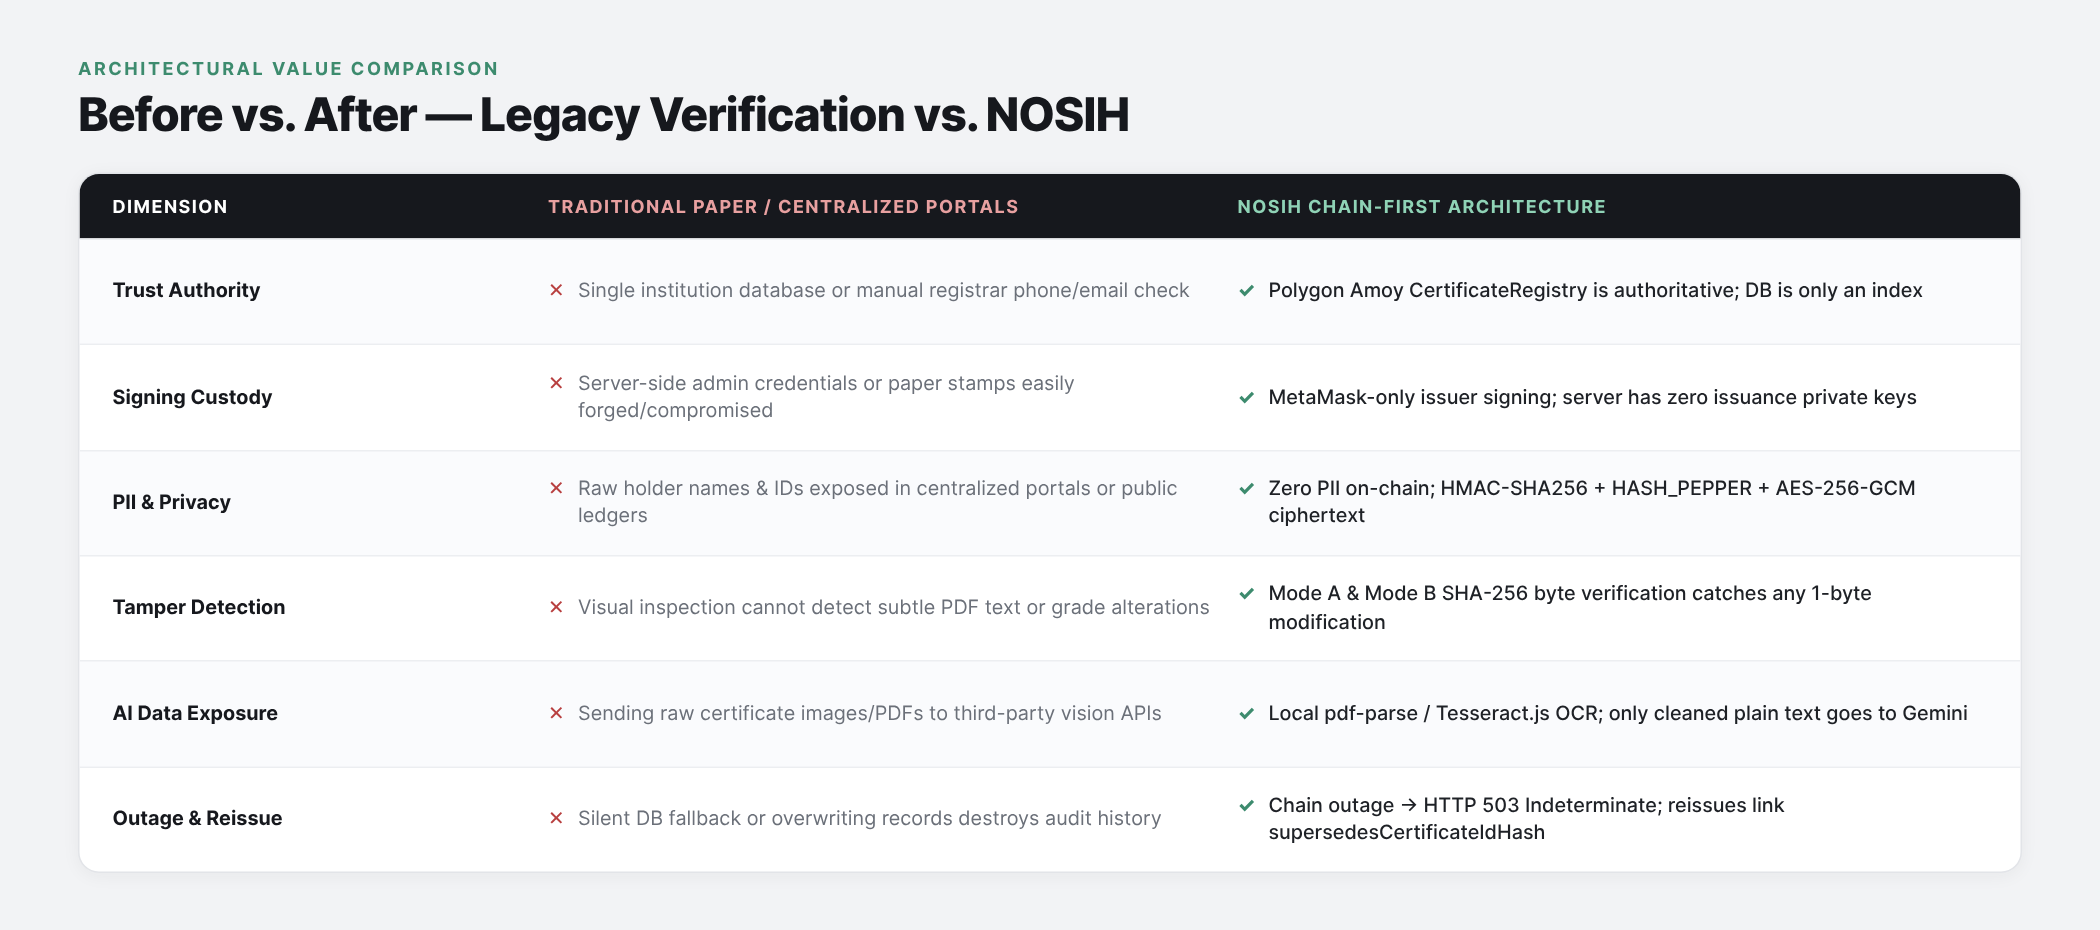 ARCHITECTURAL VALUE COMPARISON
Before vs. After — Legacy Verification vs. NOSIH
DIMENSION
TRADITIONAL PAPER / CENTRALIZED PORTALS
NOSIH CHAIN-FIRST ARCHITECTURE
Trust Authority
✕ Single institution database or manual registrar phone/email check
✓ Polygon Amoy CertificateRegistry is authoritative; DB is only an index
Signing Custody
✕ Server-side admin credentials or paper stamps easily
forged/compromised
✓ MetaMask-only issuer signing; server has zero issuance private keys
PII & Privacy
✕ Raw holder names & IDs exposed in centralized portals or public
ledgers
✓ Zero PII on-chain; HMAC-SHA256 + HASH_PEPPER + AES-256-GCM
ciphertext
Tamper Detection
✕ Visual inspection cannot detect subtle PDF text or grade alterations
✓ Mode A & Mode B SHA-256 byte verification catches any 1-byte
modification
AI Data Exposure
✕ Sending raw certificate images/PDFs to third-party vision APIs
✓ Local pdf-parse / Tesseract.js OCR; only cleaned plain text goes to Gemini
Outage & Reissue
✕ Silent DB fallback or overwriting records destroys audit history
✓ Chain outage → HTTP 503 Indeterminate; reissues link
supersedesCertificateIdHash